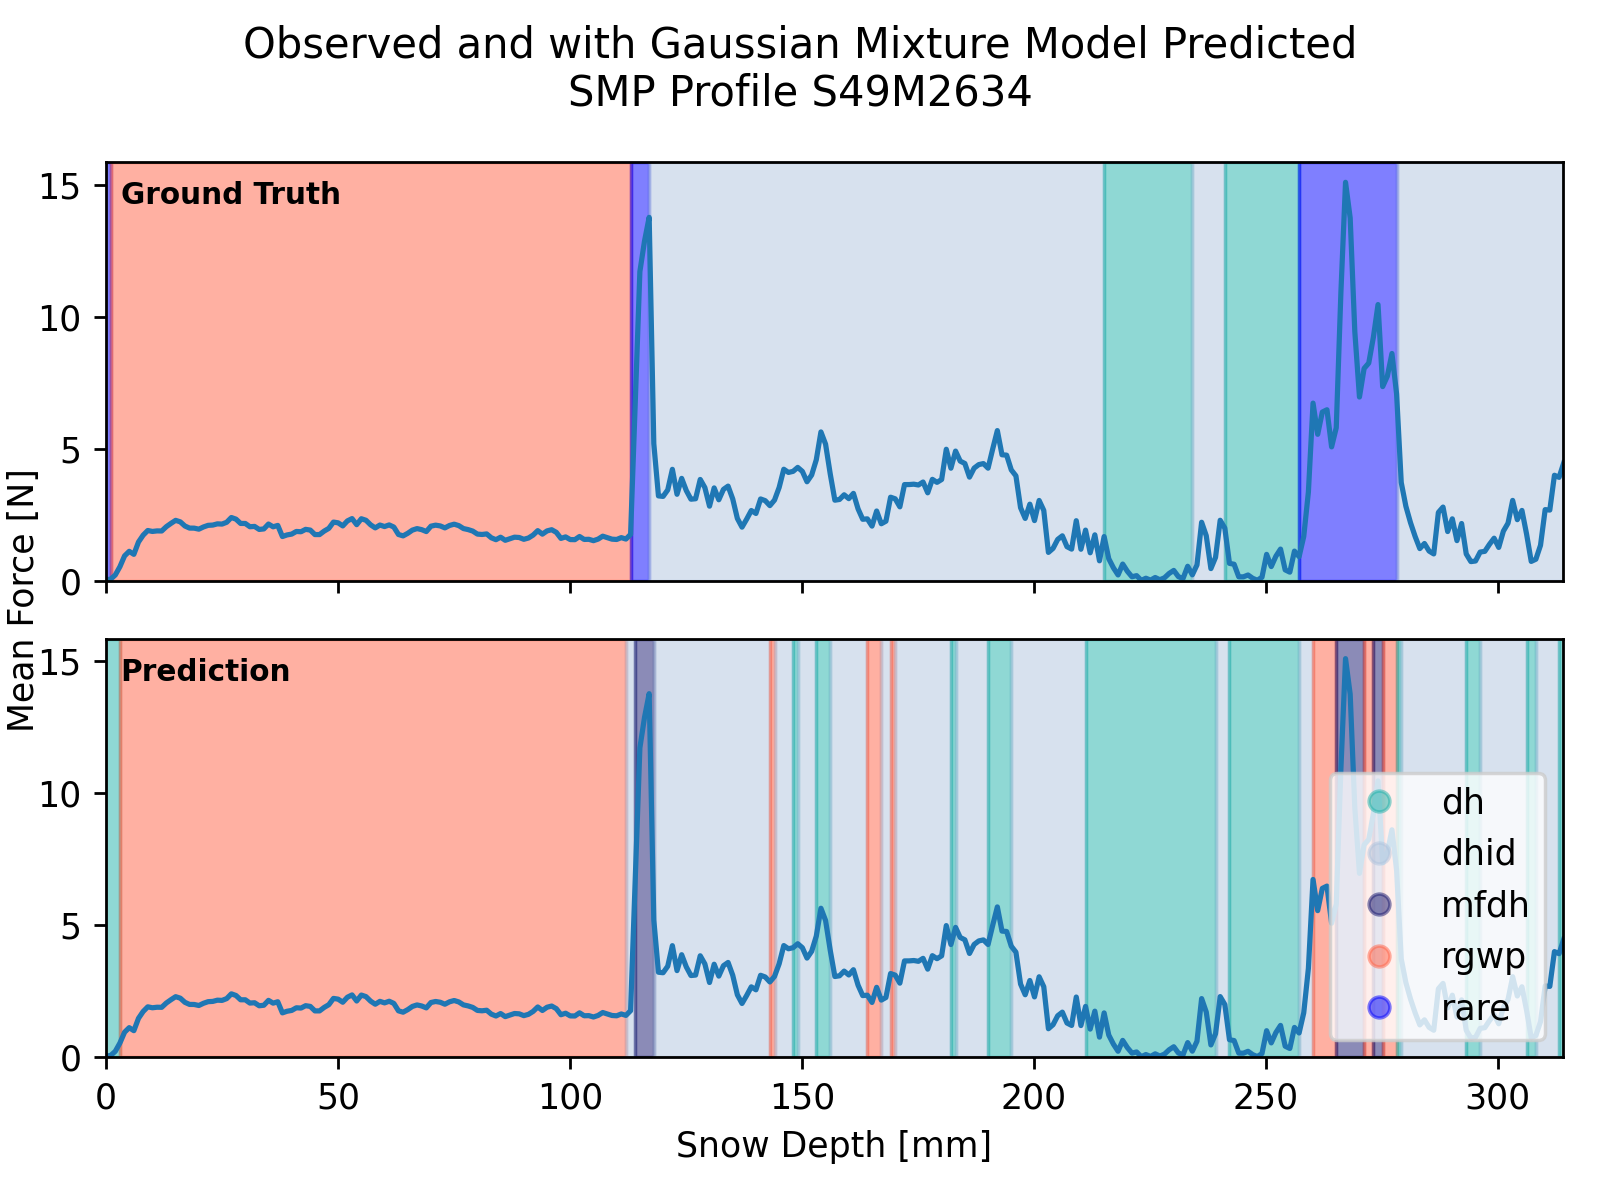 Observed and with Gaussian Mixture Model Predicted
SMP Profile S49M2634
Mean Force [N]
15
10
5
0
Ground Truth
15
10
5
0
Prediction
dh
dhid
mfdh
rgwp
rare
0 50 100 150 200 250 300
Snow Depth [mm]